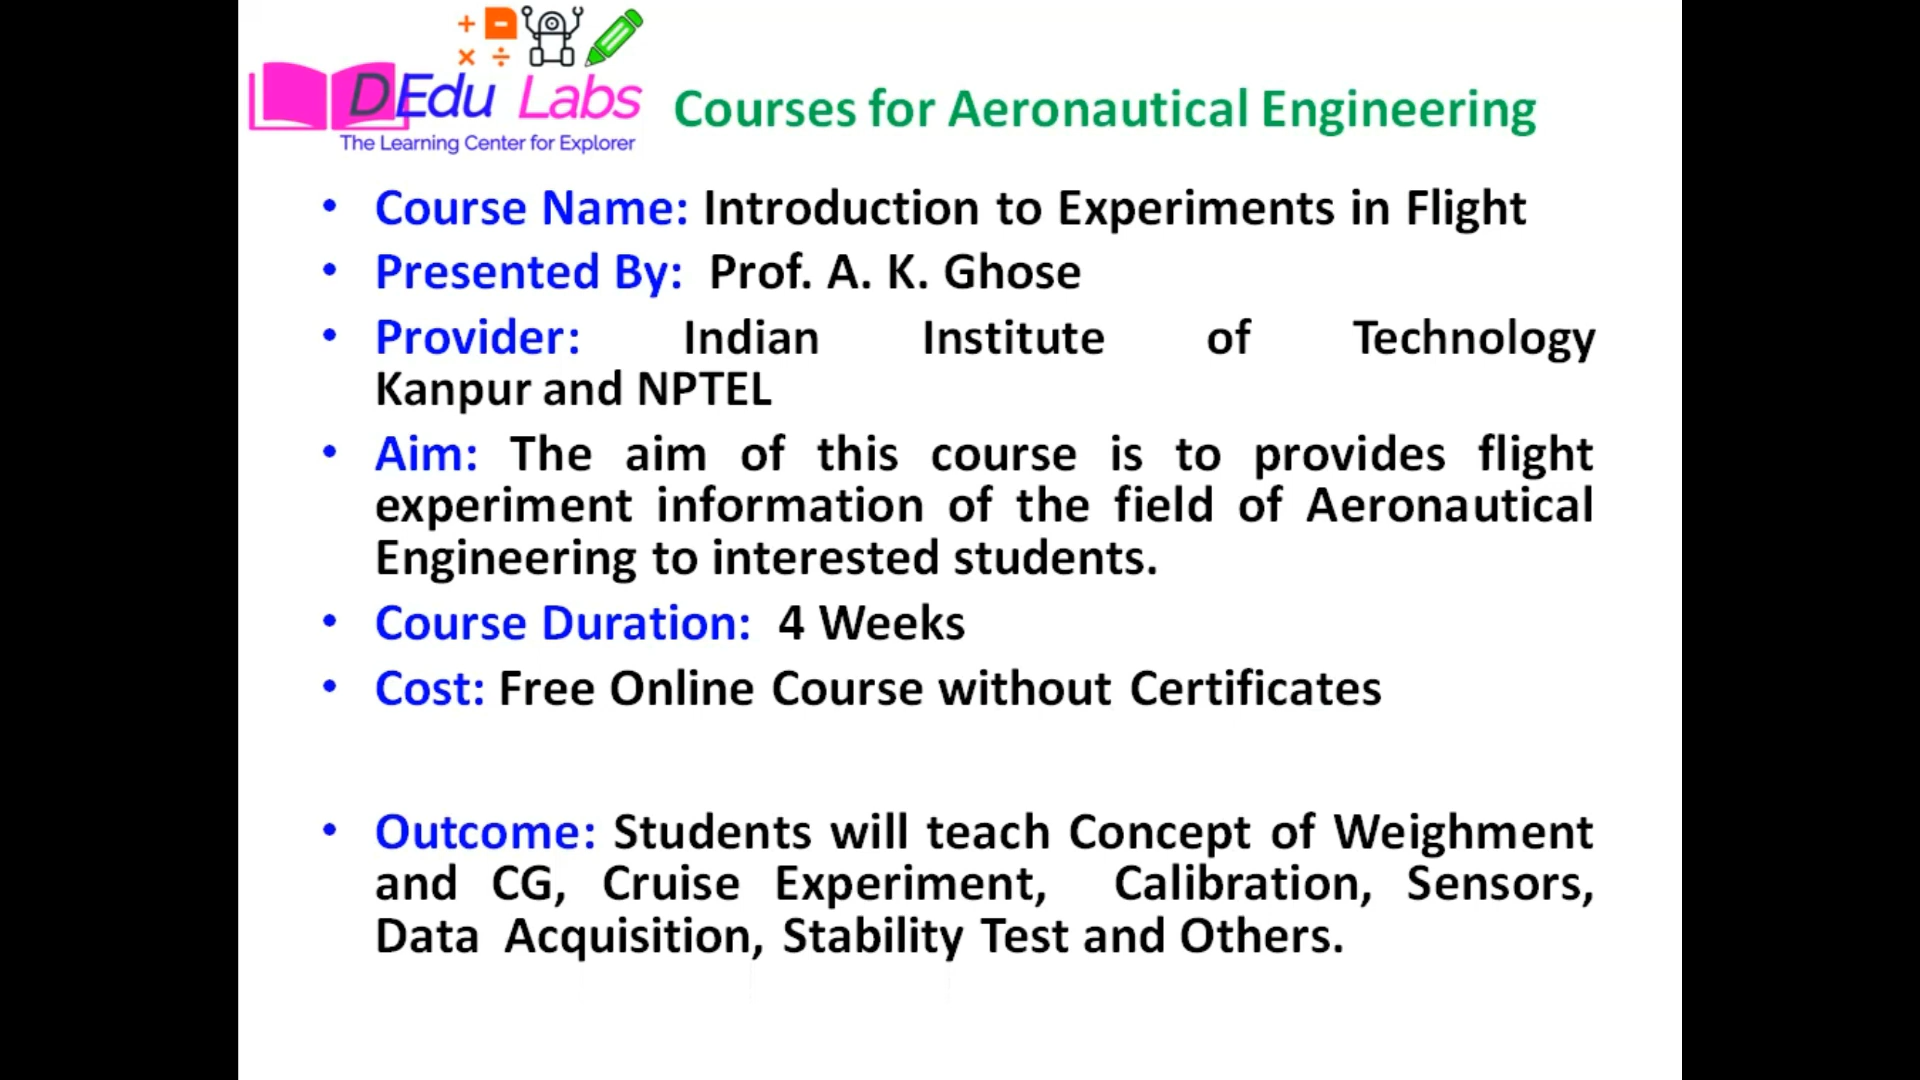 DEdu Labs
The Learning Center for Explorer
Courses for Aeronautical Engineering
• Course Name: Introduction to Experiments in Flight
• Presented By: Prof. A. K. Ghose
• Provider: Indian Institute of Technology
Kanpur and NPTEL
• Aim: The aim of this course is to provides flight
experiment information of the field of Aeronautical
Engineering to interested students.
• Course Duration: 4 Weeks
• Cost: Free Online Course without Certificates
• Outcome: Students will teach Concept of Weighment
and CG, Cruise Experiment, Calibration, Sensors,
Data Acquisition, Stability Test and Others.